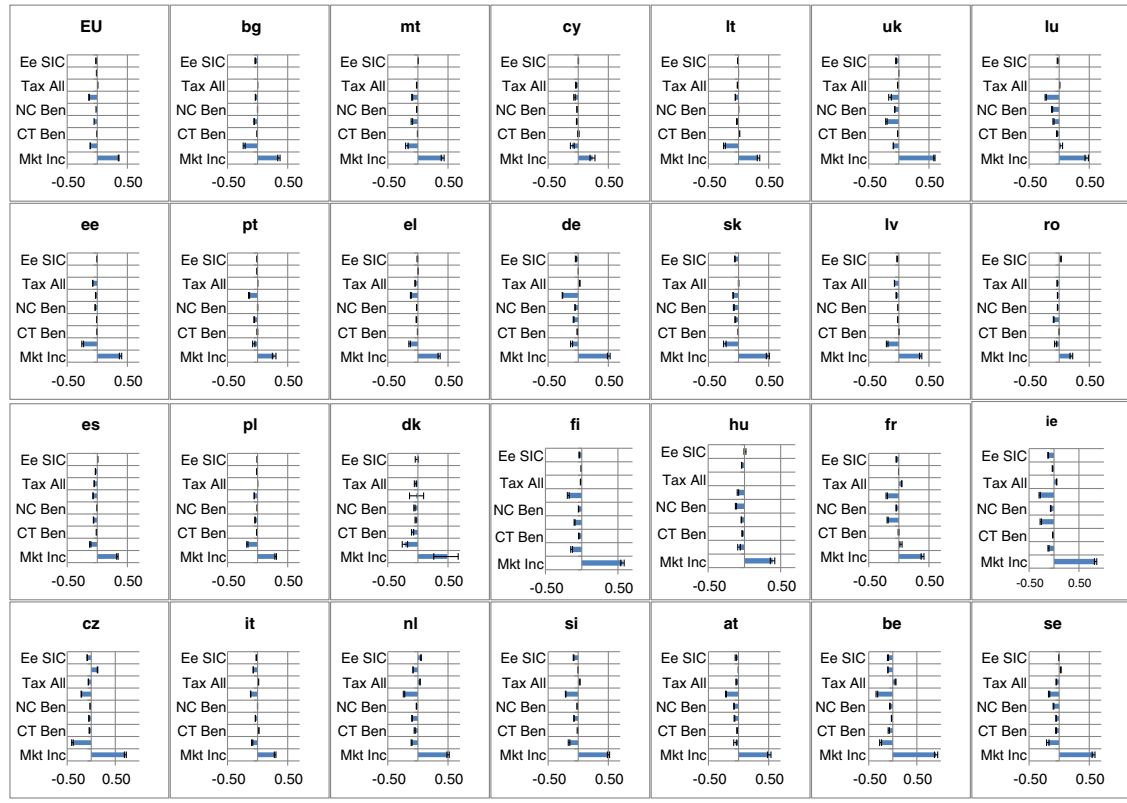 EU bg mt cy lt uk lu
Ee SIC Ee SIC Ee SIC Ee SIC Ee SIC Ee SIC Ee SIC
Tax All Tax All Tax All Tax All Tax All Tax All Tax All
NC Ben NC Ben NC Ben NC Ben NC Ben NC Ben NC Ben
CT Ben CT Ben CT Ben CT Ben CT Ben CT Ben CT Ben
Mkt Inc Mkt Inc Mkt Inc Mkt Inc Mkt Inc Mkt Inc Mkt Inc
-0.50 0.50 -0.50 0.50 -0.50 0.50 -0.50 0.50 -0.50 0.50 -0.50 0.50 -0.50 0.50
ee pt el de sk lv ro
Ee SIC Ee SIC Ee SIC Ee SIC Ee SIC Ee SIC Ee SIC
Tax All Tax All Tax All Tax All Tax All Tax All Tax All
NC Ben NC Ben NC Ben NC Ben NC Ben NC Ben NC Ben
CT Ben CT Ben CT Ben CT Ben CT Ben CT Ben CT Ben
Mkt Inc Mkt Inc Mkt Inc Mkt Inc Mkt Inc Mkt Inc Mkt Inc
-0.50 0.50 -0.50 0.50 -0.50 0.50 -0.50 0.50 -0.50 0.50 -0.50 0.50 -0.50 0.50
es pl dk fi hu fr ie
Ee SIC Ee SIC Ee SIC Ee SIC Ee SIC Ee SIC Ee SIC
Tax All Tax All Tax All Tax All Tax All Tax All Tax All
NC Ben NC Ben NC Ben NC Ben NC Ben NC Ben NC Ben
CT Ben CT Ben CT Ben CT Ben CT Ben CT Ben CT Ben
Mkt Inc Mkt Inc Mkt Inc Mkt Inc Mkt Inc Mkt Inc Mkt Inc
-0.50 0.50 -0.50 0.50 -0.50 0.50 -0.50 0.50 -0.50 0.50 -0.50 0.50 -0.50 0.50
cz it nl si at be se
Ee SIC Ee SIC Ee SIC Ee SIC Ee SIC Ee SIC Ee SIC
Tax All Tax All Tax All Tax All Tax All Tax All Tax All
NC Ben NC Ben NC Ben NC Ben NC Ben NC Ben NC Ben
CT Ben CT Ben CT Ben CT Ben CT Ben CT Ben CT Ben
Mkt Inc Mkt Inc Mkt Inc Mkt Inc Mkt Inc Mkt Inc Mkt Inc
-0.50 0.50 -0.50 0.50 -0.50 0.50 -0.50 0.50 -0.50 0.50 -0.50 0.50 -0.50 0.50